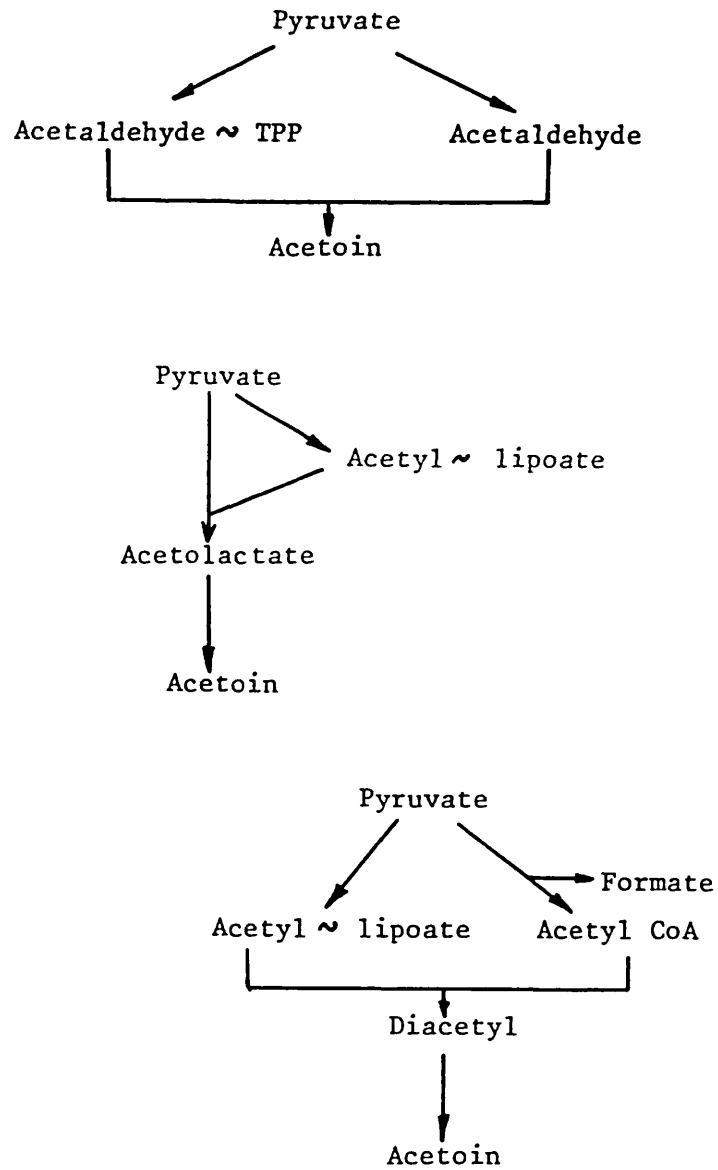 Pyruvate
Acetaldehyde ~ TPP
Acetaldehyde
Acetoin
Pyruvate
Acetyl ~ lipoate
Acetolactate
Acetoin
Pyruvate
Formate
Acetyl ~ lipoate
Acetyl CoA
Diacetyl
Acetoin